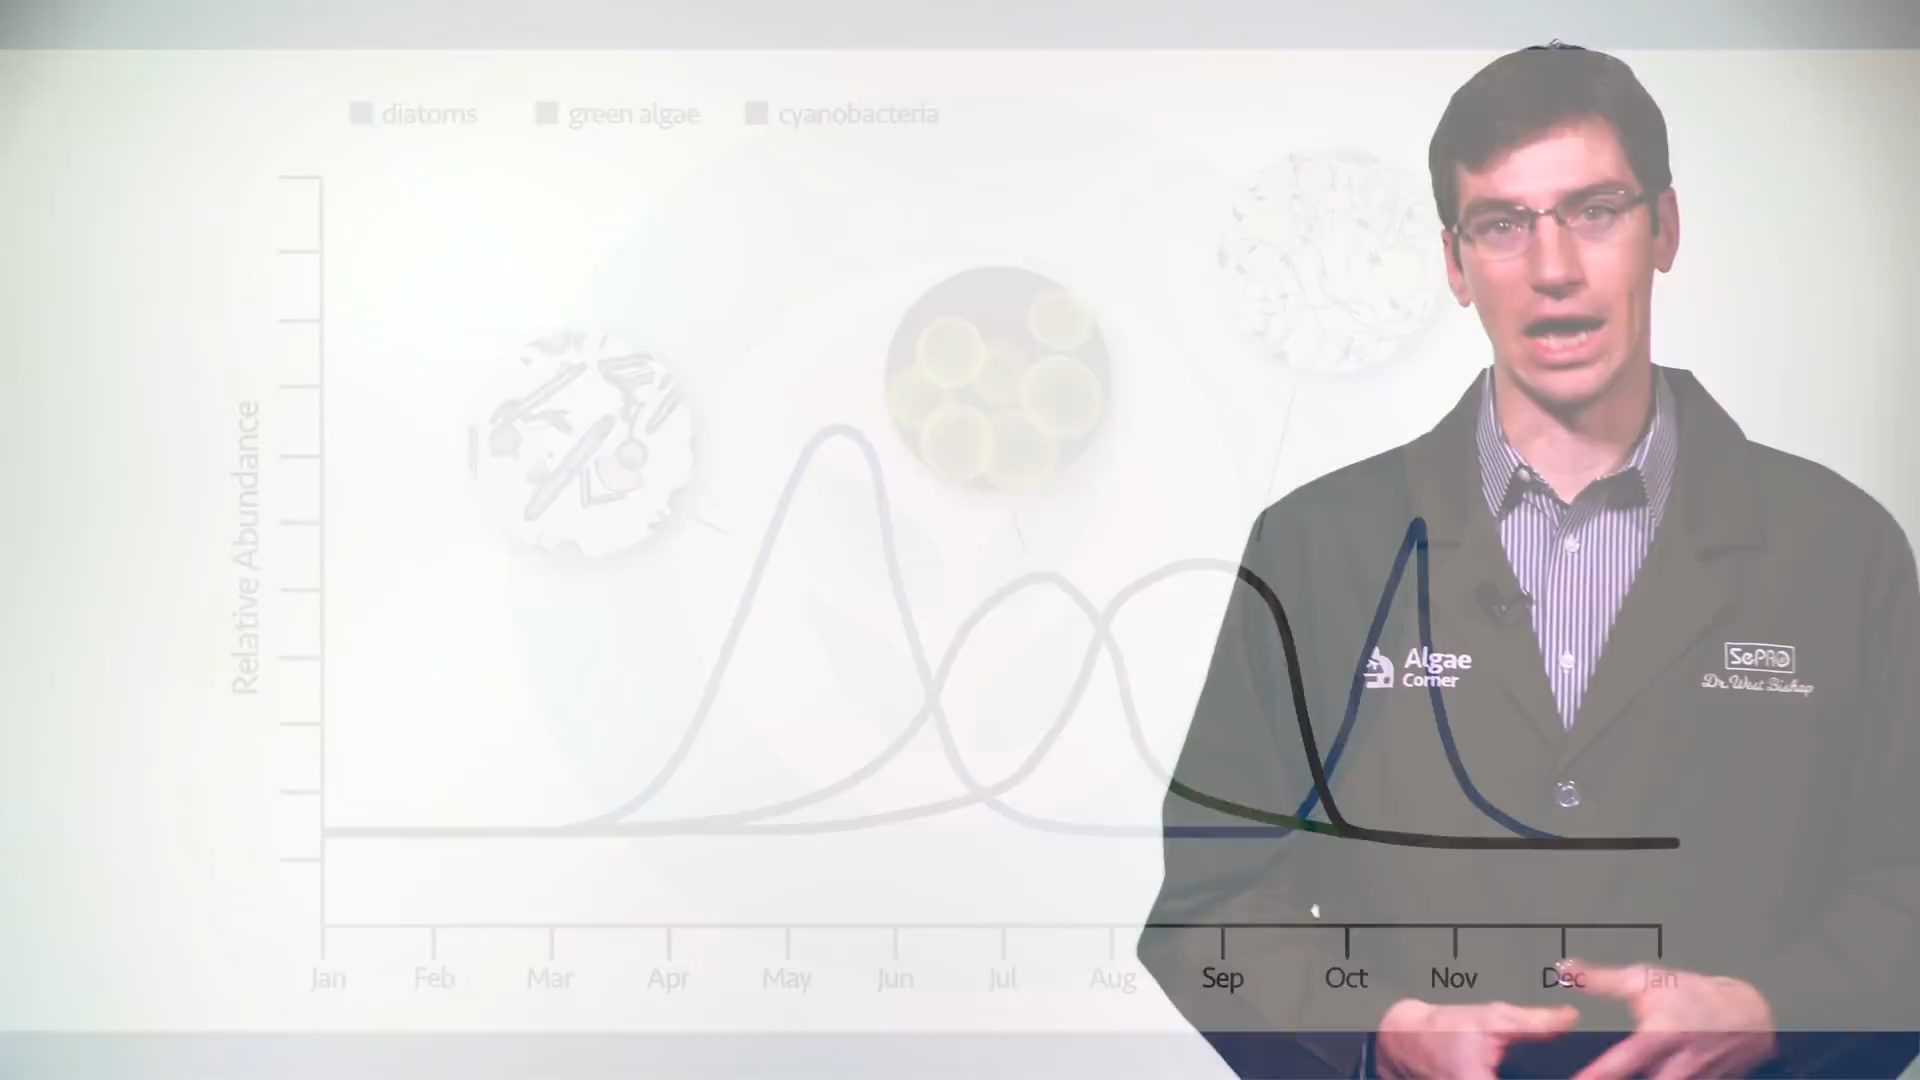 diatoms green algae cyanobacteria
Relative Abundance
Jan Feb Mar Apr May Jun Jul Aug Sep Oct Nov Dec Jan
Algae
Corner
SePRO
Dr. West Bishop